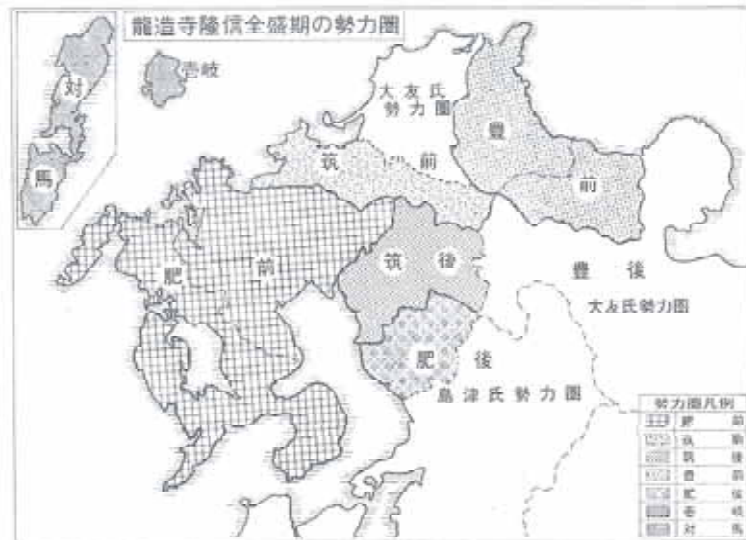 龍造寺隆信全盛期の勢力圏
対馬
壱岐
大友氏
勢力圏
筑前
豊前
肥前
筑後
豊後
大友氏勢力圏
肥後
島津氏勢力圏
勢力圏凡例
肥前
筑前
筑後
豊前
肥後
壱岐
対馬